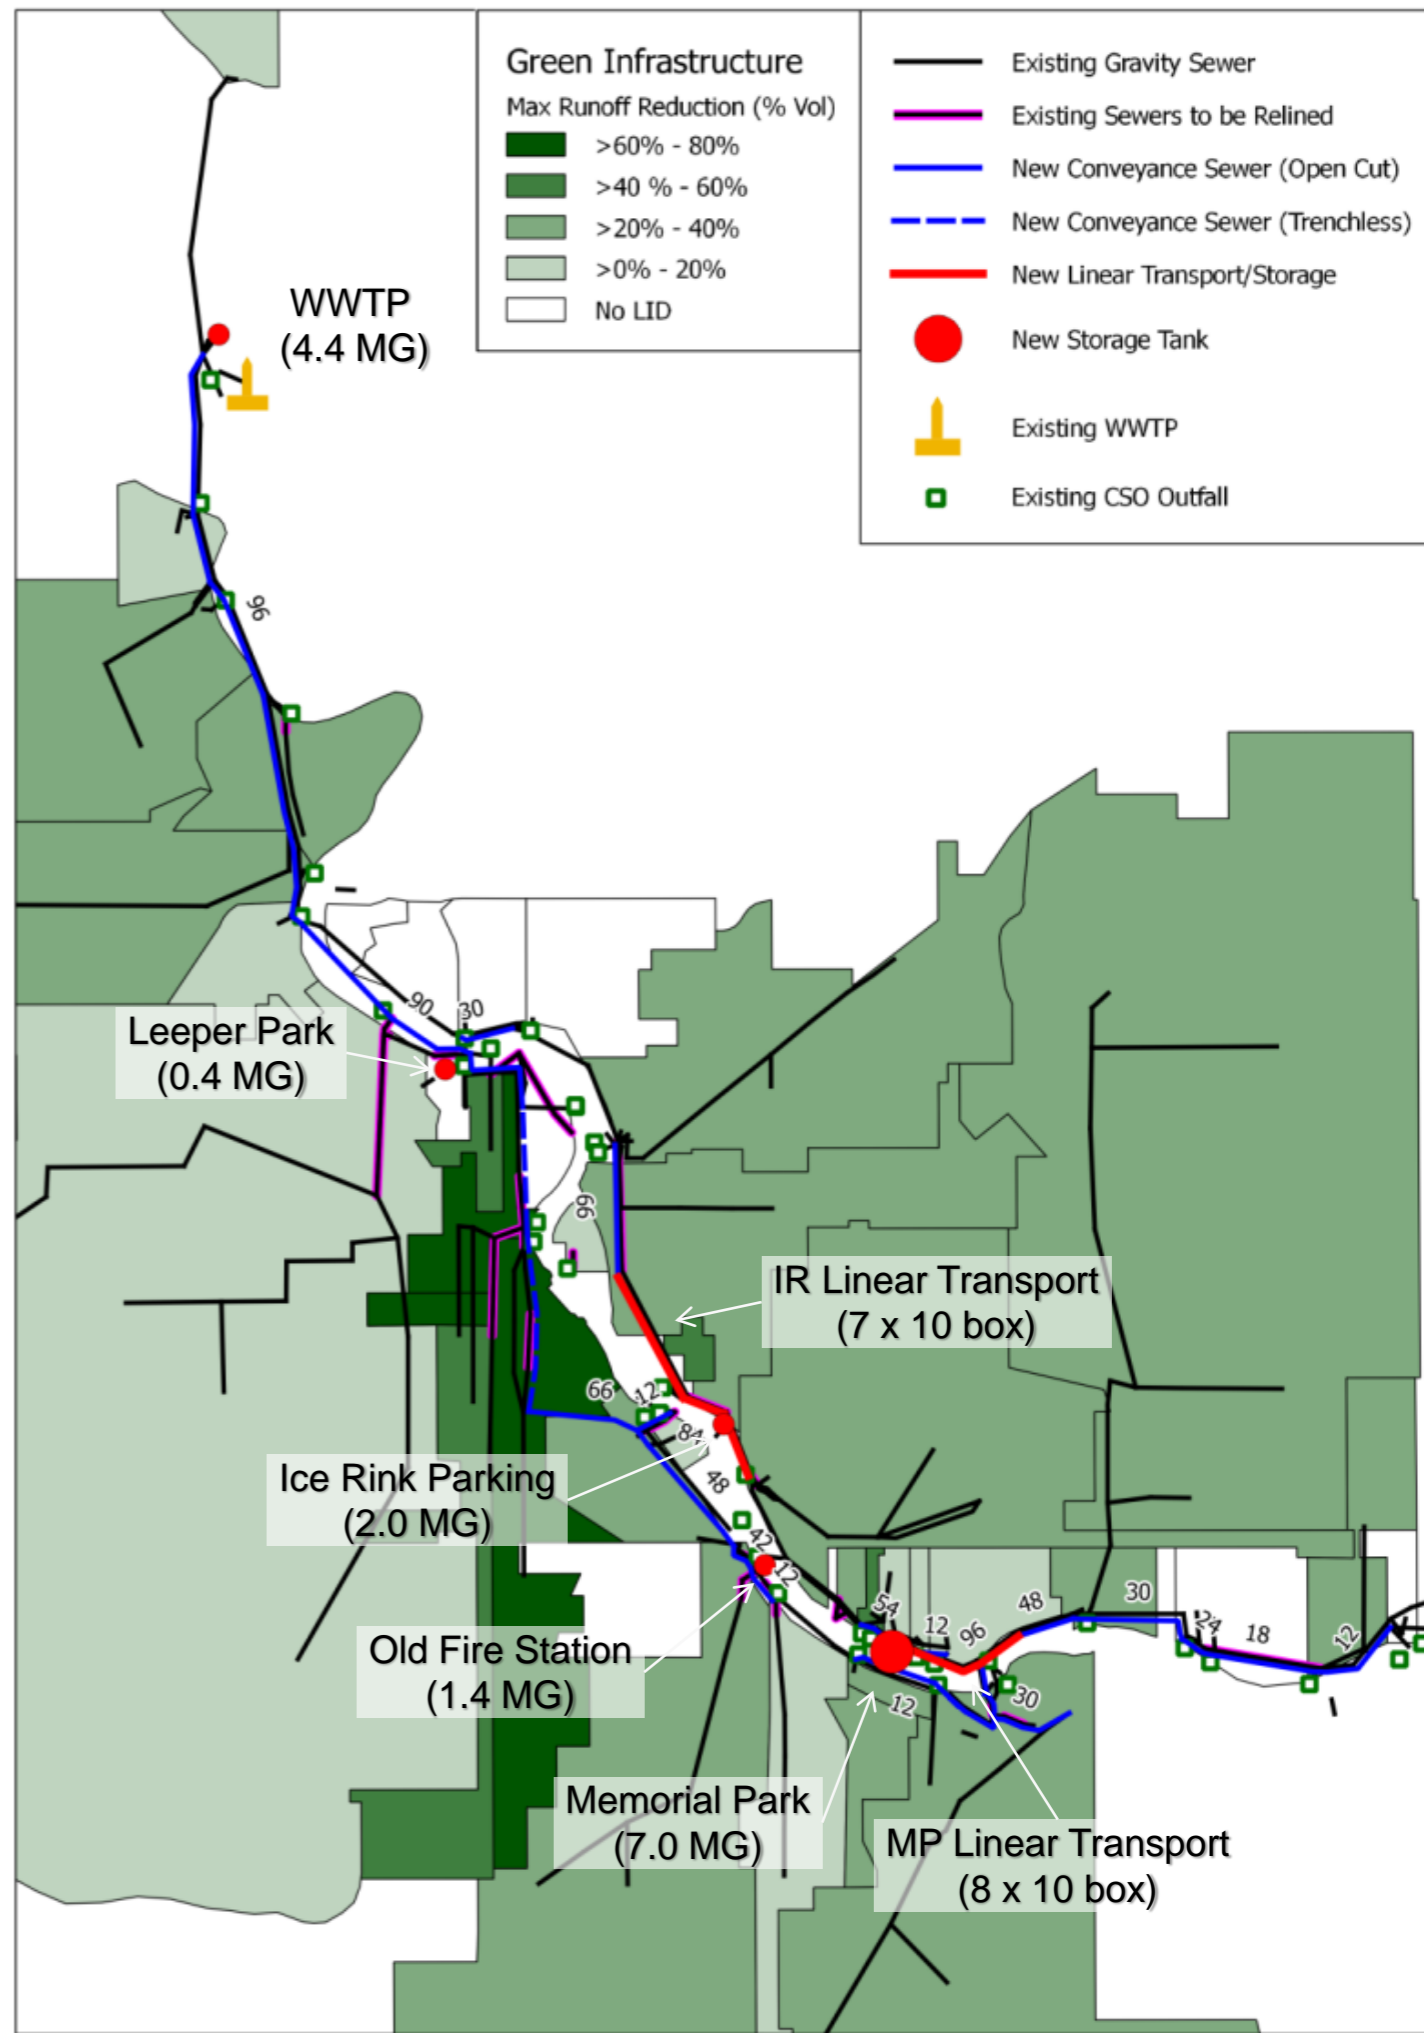 Green Infrastructure
Max Runoff Reduction (% Vol)
>60% - 80%
>40 % - 60%
>20% - 40%
>0% - 20%
No LID
Existing Gravity Sewer
Existing Sewers to be Relined
New Conveyance Sewer (Open Cut)
New Conveyance Sewer (Trenchless)
New Linear Transport/Storage
New Storage Tank
Existing WWTP
Existing CSO Outfall
WWTP
(4.4 MG)
96
90
30
Leeper Park
(0.4 MG)
66
IR Linear Transport
(7 x 10 box)
66
12
84
48
Ice Rink Parking
(2.0 MG)
42
12
54
12
96
48
30
24
18
12
Old Fire Station
(1.4 MG)
12
30
Memorial Park
(7.0 MG)
MP Linear Transport
(8 x 10 box)